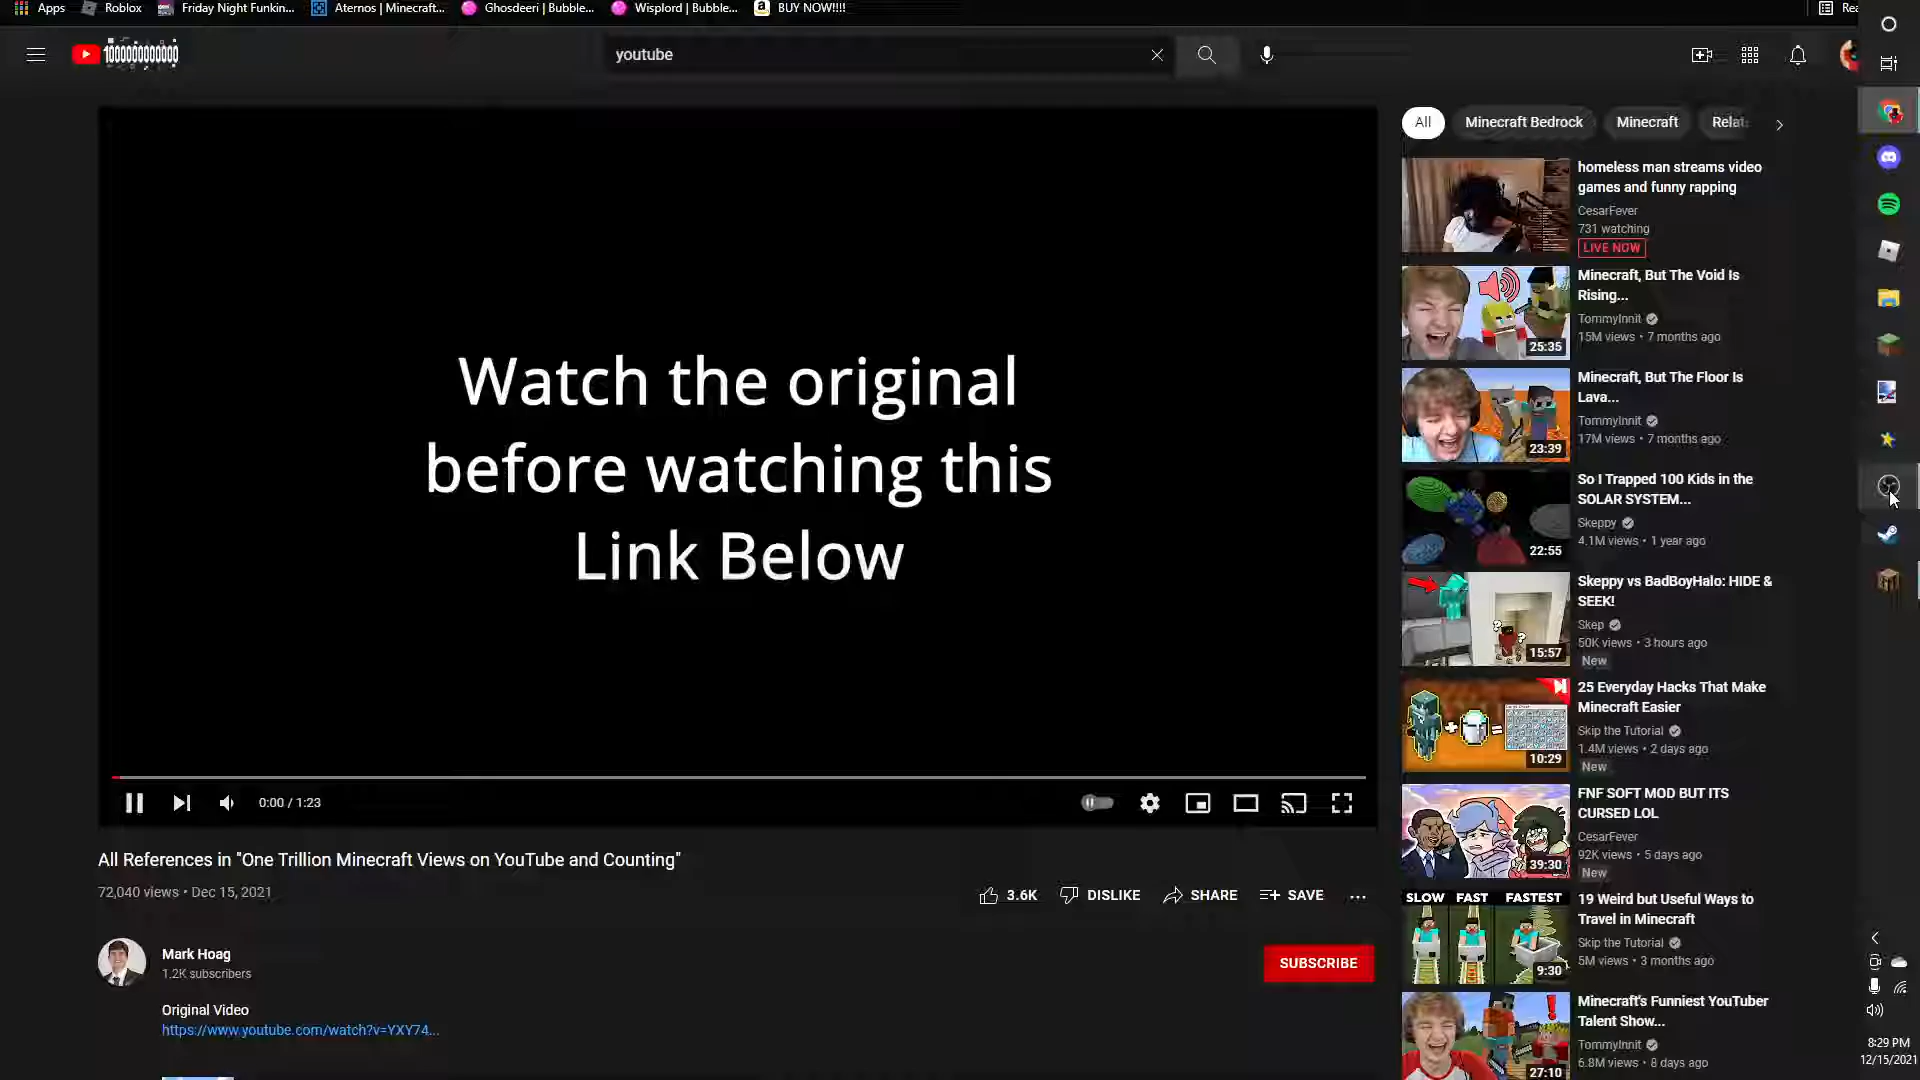 Apps
Roblox
Friday Night Funkin...
Aternos | Minecraft...
Ghosdeeri | Bubble...
Wisplord | Bubble...
BUY NOW!!!!
Rea
1000000000000
youtube
Watch the original
before watching this
Link Below
0:00 / 1:23
All References in "One Trillion Minecraft Views on YouTube and Counting"
72,040 views • Dec 15, 2021
3.6K
DISLIKE
SHARE
SAVE
Mark Hoag
1.2K subscribers
SUBSCRIBE
Original Video
https://www.youtube.com/watch?v=YXY74...
All
Minecraft Bedrock
Minecraft
Relat
homeless man streams video
games and funny rapping
CesarFever
731 watching
LIVE NOW
Minecraft, But The Void Is
Rising...
TommyInnit
15M views • 7 months ago
25:35
Minecraft, But The Floor Is
Lava...
TommyInnit
17M views • 7 months ago
23:39
So I Trapped 100 Kids in the
SOLAR SYSTEM...
Skeppy
4.1M views • 1 year ago
22:55
Skeppy vs BadBoyHalo: HIDE &
SEEK!
Skep
50K views • 3 hours ago
New
15:57
25 Everyday Hacks That Make
Minecraft Easier
Skip the Tutorial
1.4M views • 2 days ago
New
10:29
FNF SOFT MOD BUT ITS
CURSED LOL
CesarFever
92K views • 5 days ago
New
39:30
SLOW FAST FASTEST
19 Weird but Useful Ways to
Travel in Minecraft
Skip the Tutorial
5M views • 3 months ago
9:30
Minecraft's Funniest YouTuber
Talent Show...
TommyInnit
6.8M views • 8 days ago
27:10
8:29 PM
12/15/2021